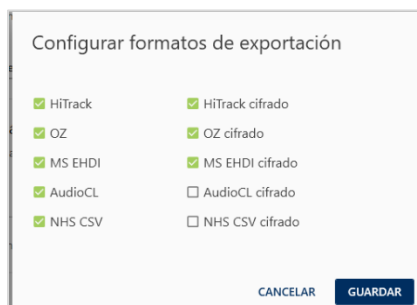 Configurar formatos de exportación
HiTrack HiTrack cifrado
OZ OZ cifrado
MS EHDI MS EHDI cifrado
AudioCL AudioCL cifrado
NHS CSV NHS CSV cifrado
CANCELAR GUARDAR